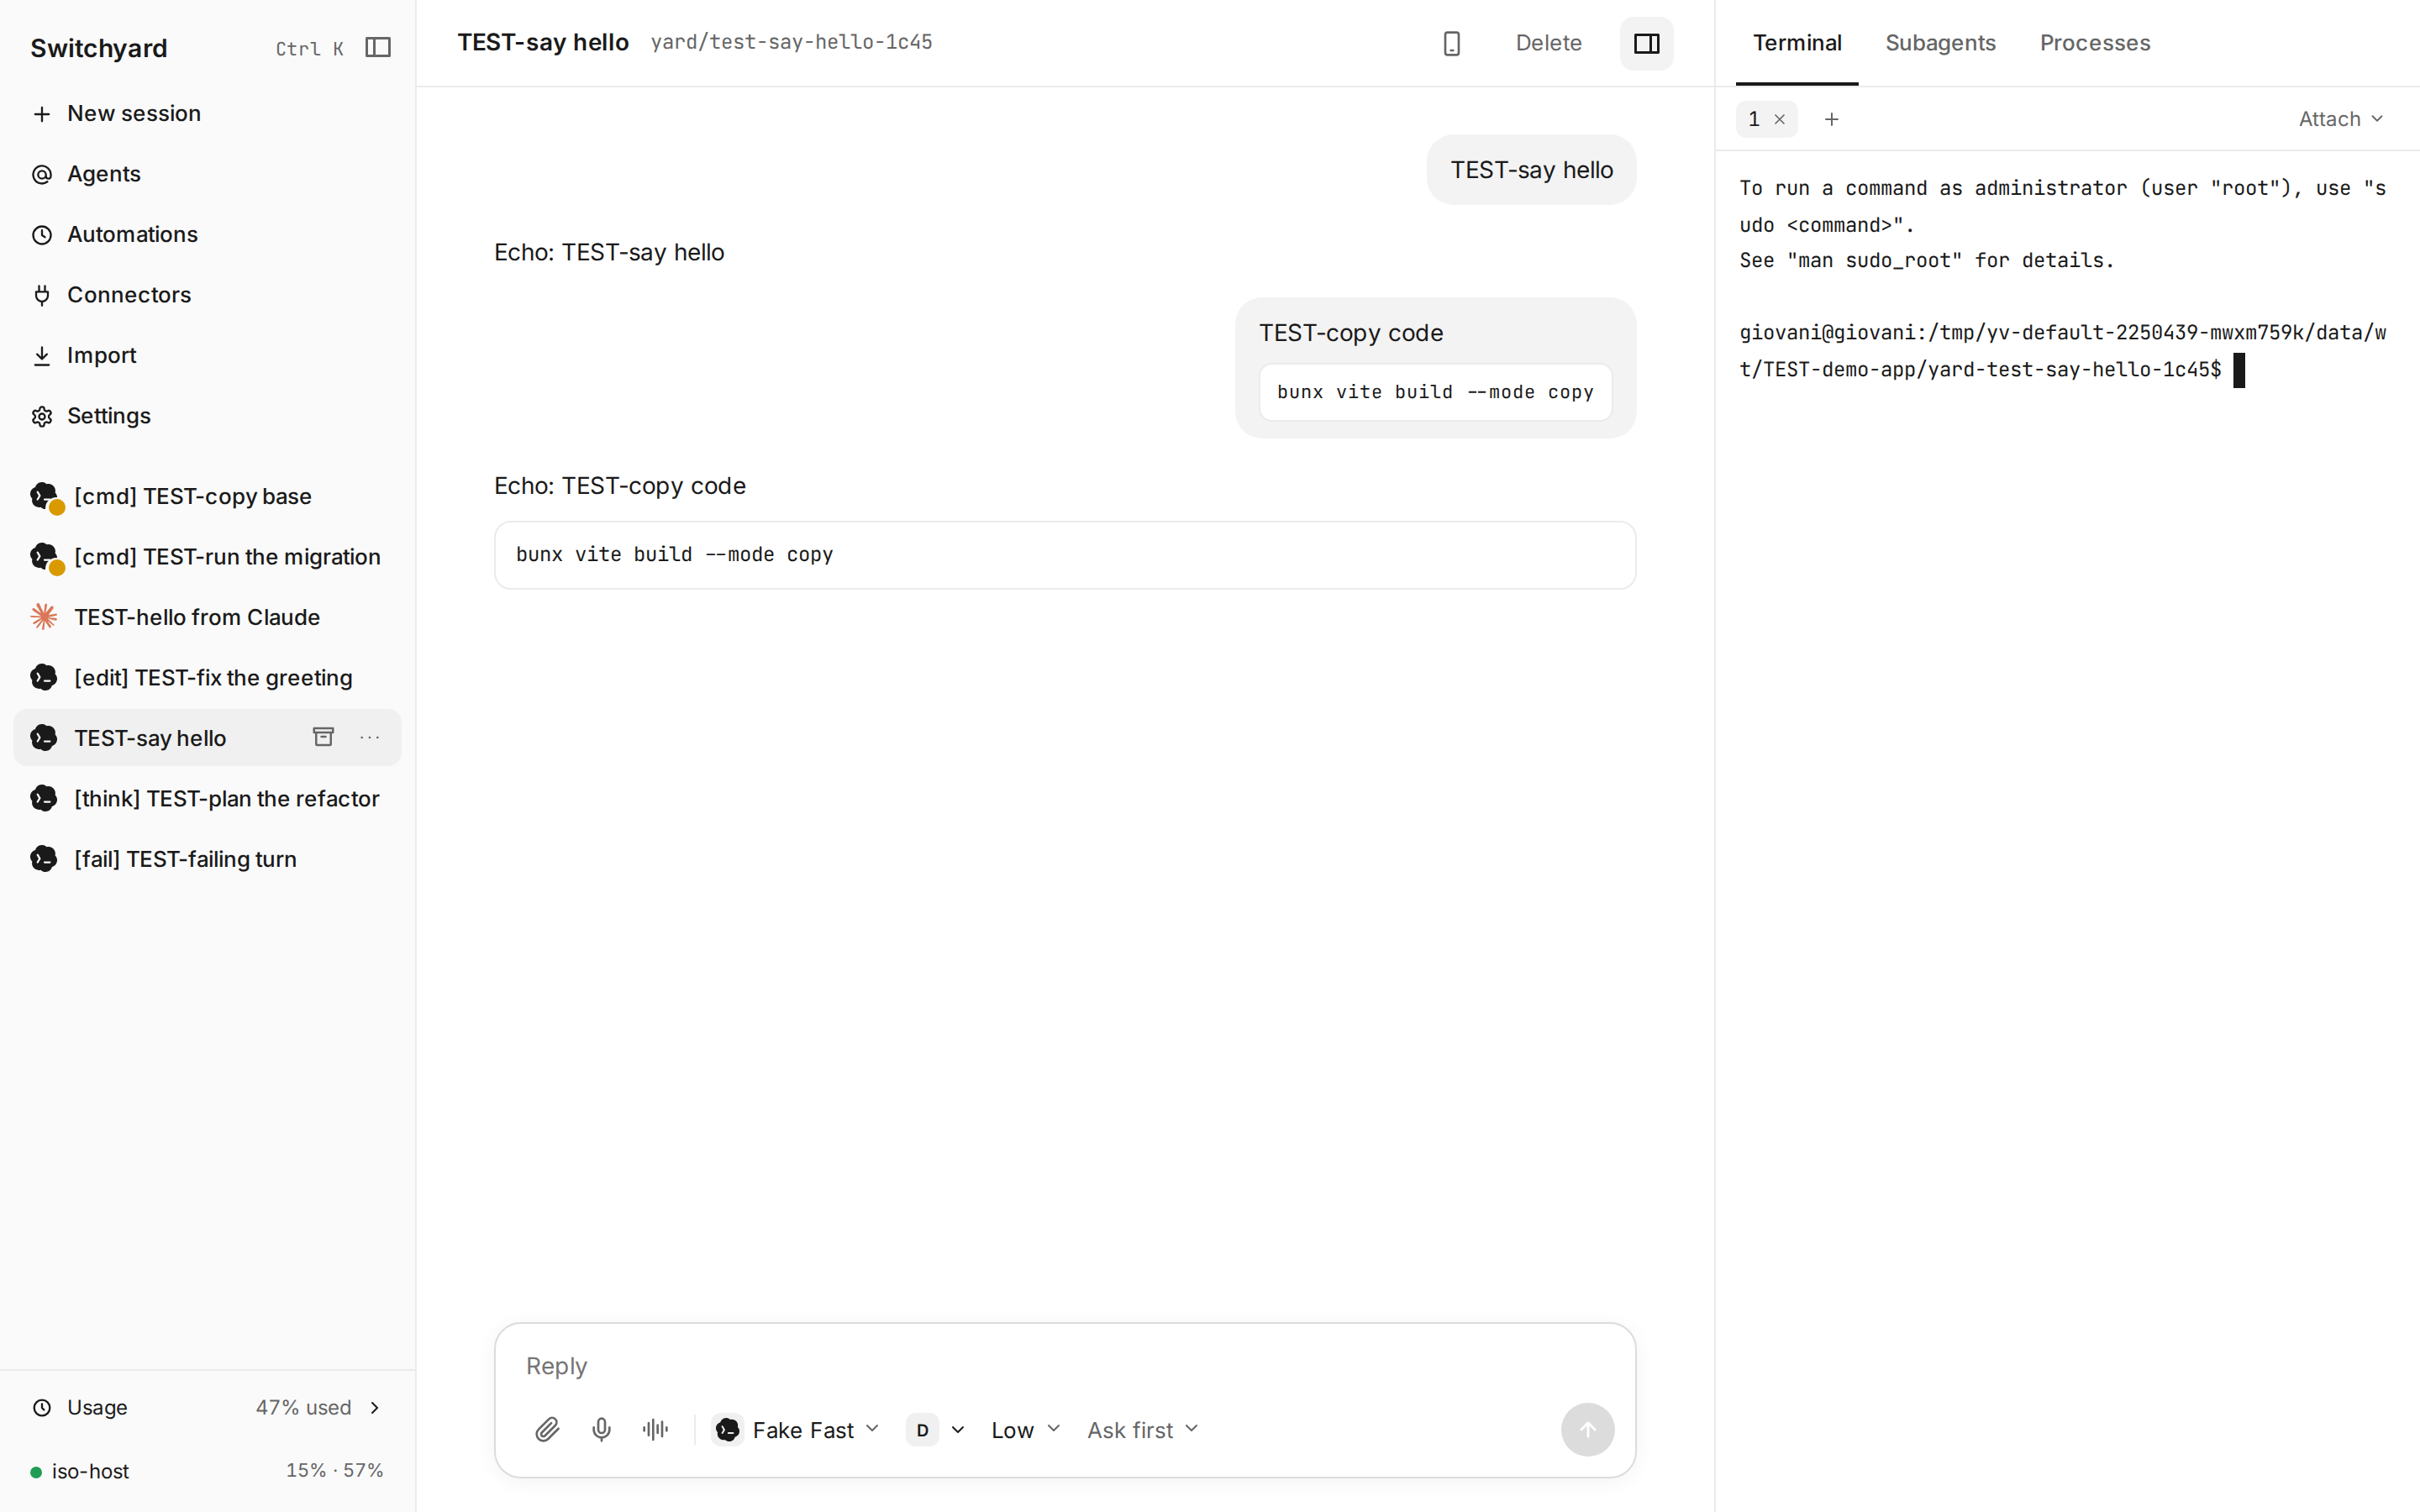 Switchyard Ctrl K
New session
Agents
Automations
Connectors
Import
Settings
[cmd] TEST-copy base
[cmd] TEST-run the migration
TEST-hello from Claude
[edit] TEST-fix the greeting
TEST-say hello
[think] TEST-plan the refactor
[fail] TEST-failing turn
Usage 47% used
iso-host 15% · 57%
TEST-say hello yard/test-say-hello-1c45 Delete
TEST-say hello
Echo: TEST-say hello
TEST-copy code
bunx vite build --mode copy
Echo: TEST-copy code
bunx vite build --mode copy
Reply
Fake Fast D Low Ask first
Terminal Subagents Processes
1 Attach
To run a command as administrator (user "root"), use "s
udo <command>".
See "man sudo_root" for details.
giovani@giovani:/tmp/yv-default-2250439-mwxm759k/data/w
t/TEST-demo-app/yard-test-say-hello-1c45$